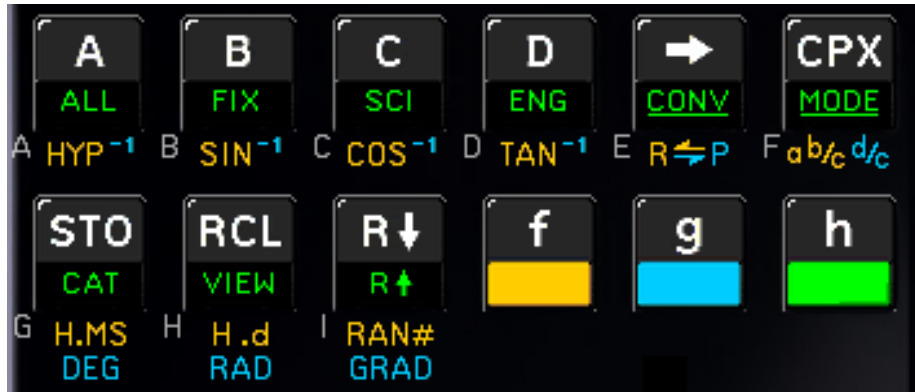 A B C D → CPX
ALL FIX SCI ENG CONV MODE
A HYP⁻¹ B SIN⁻¹ C COS⁻¹ D TAN⁻¹ E R⇋P F a b/c d/c
STO RCL R↓ f g h
CAT VIEW R↑
G H.MS H H.d I RAN#
DEG RAD GRAD